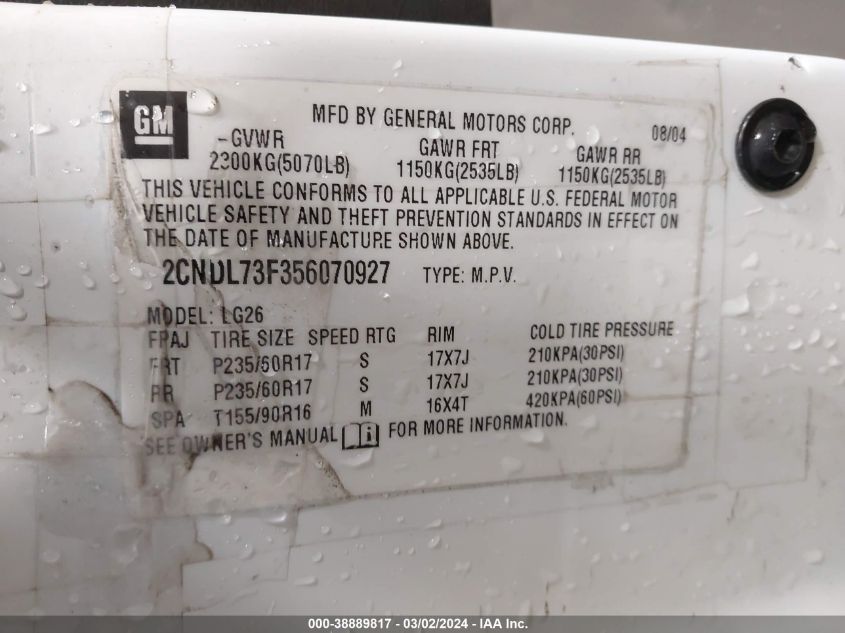 GM
MFD BY GENERAL MOTORS CORP. 08/04
-GVWR GAWR FRT GAWR RR
2300KG(5070LB) 1150KG(2535LB) 1150KG(2535LB)
THIS VEHICLE CONFORMS TO ALL APPLICABLE U.S. FEDERAL MOTOR
VEHICLE SAFETY AND THEFT PREVENTION STANDARDS IN EFFECT ON
THE DATE OF MANUFACTURE SHOWN ABOVE.
2CNDL73F356070927 TYPE: M.P.V.
MODEL: LG26
FPAJ TIRE SIZE SPEED RTG RIM COLD TIRE PRESSURE
FRT P235/60R17 S 17X7J 210KPA(30PSI)
RR P235/60R17 S 17X7J 210KPA(30PSI)
SPA T155/90R16 M 16X4T 420KPA(60PSI)
SEE OWNER'S MANUAL i FOR MORE INFORMATION.
000-38889817 - 03/02/2024 - IAA Inc.